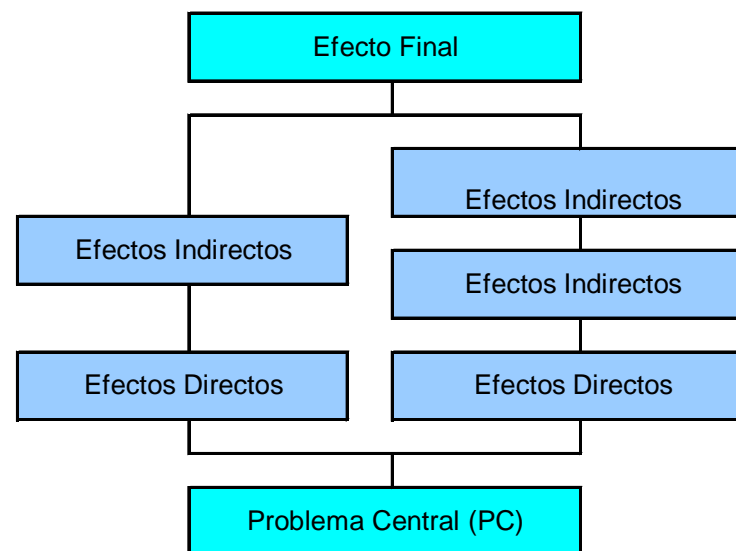 Efecto Final
Efectos Indirectos
Efectos Indirectos
Efectos Indirectos
Efectos Directos
Efectos Directos
Problema Central (PC)